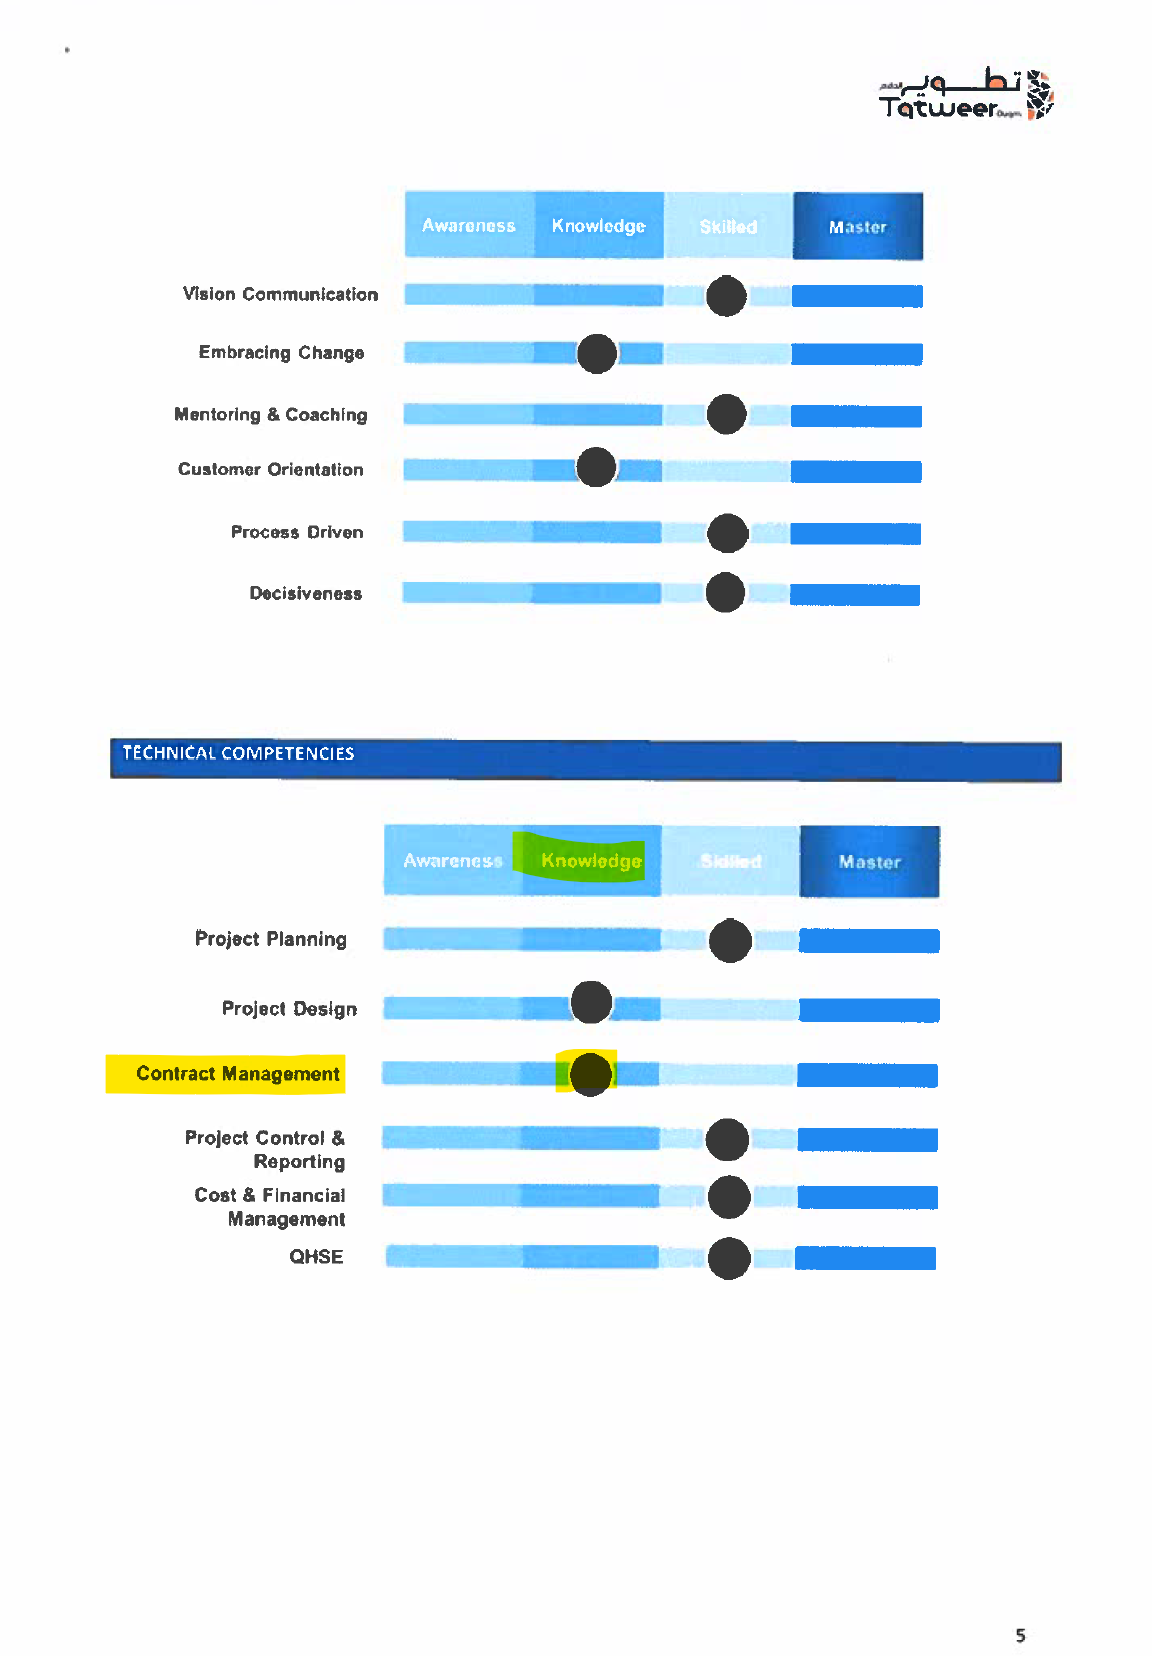 تطوير
Tatweer
Awareness Knowledge Skilled Master
Vision Communication
Embracing Change
Mentoring & Coaching
Customer Orientation
Process Driven
Decisiveness
TECHNICAL COMPETENCIES
Awareness Knowledge Skilled Master
Project Planning
Project Design
Contract Management
Project Control &
Reporting
Cost & Financial
Management
QHSE
5